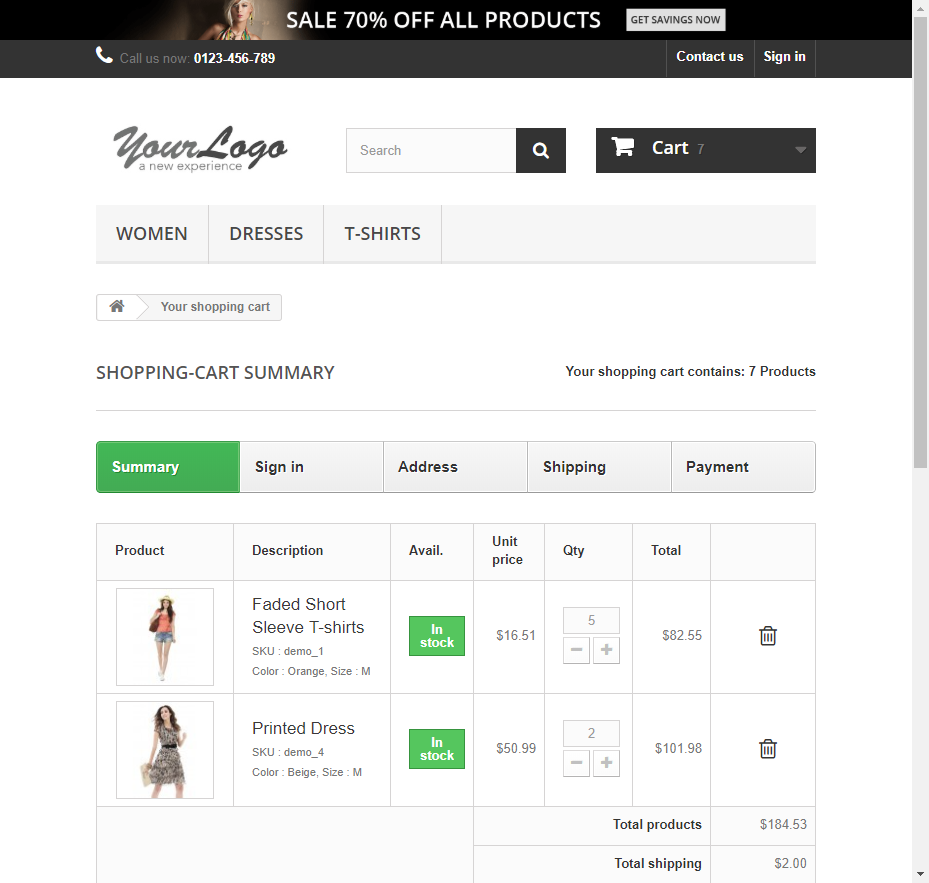 SALE 70% OFF ALL PRODUCTS GET SAVINGS NOW
Call us now: 0123-456-789 Contact us Sign in
YourLogo
a new experience
Search
Cart 7
WOMEN DRESSES T-SHIRTS
Your shopping cart
SHOPPING-CART SUMMARY Your shopping cart contains: 7 Products
Summary Sign in Address Shipping Payment
Product Description Avail. Unit price Qty Total
Faded Short
Sleeve T-shirts
SKU : demo_1
Color : Orange, Size : M
In
stock
$16.51
5
$82.55
Printed Dress
SKU : demo_4
Color : Beige, Size : M
In
stock
$50.99
2
$101.98
Total products $184.53
Total shipping $2.00